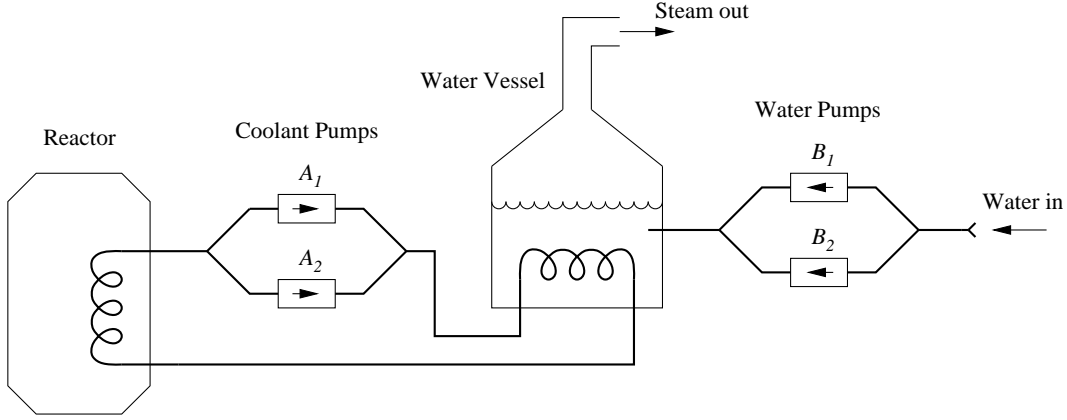 Steam out
Water Vessel
Water Pumps
Coolant Pumps
Reactor
A1
B1
Water in
A2
B2